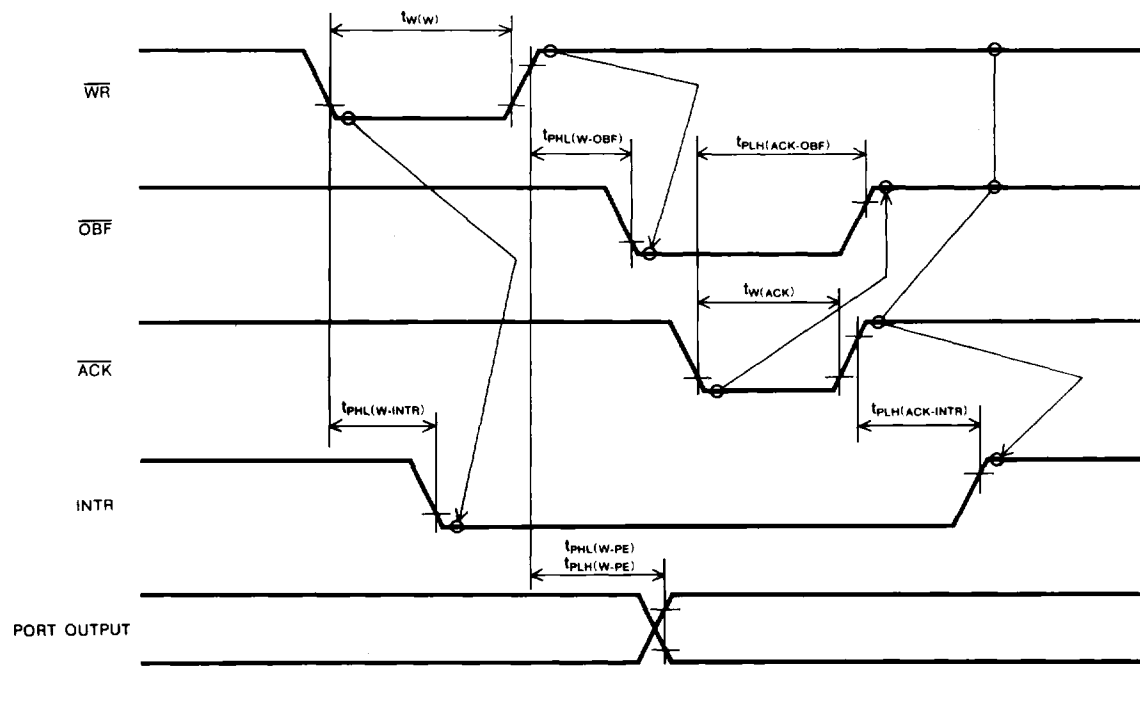 tW(W)
WR
tPHL(W-OBF)
tPLH(ACK-OBF)
OBF
tW(ACK)
ACK
tPHL(W-INTR)
tPLH(ACK-INTR)
INTR
tPHL(W-PE)
tPLH(W-PE)
PORT OUTPUT